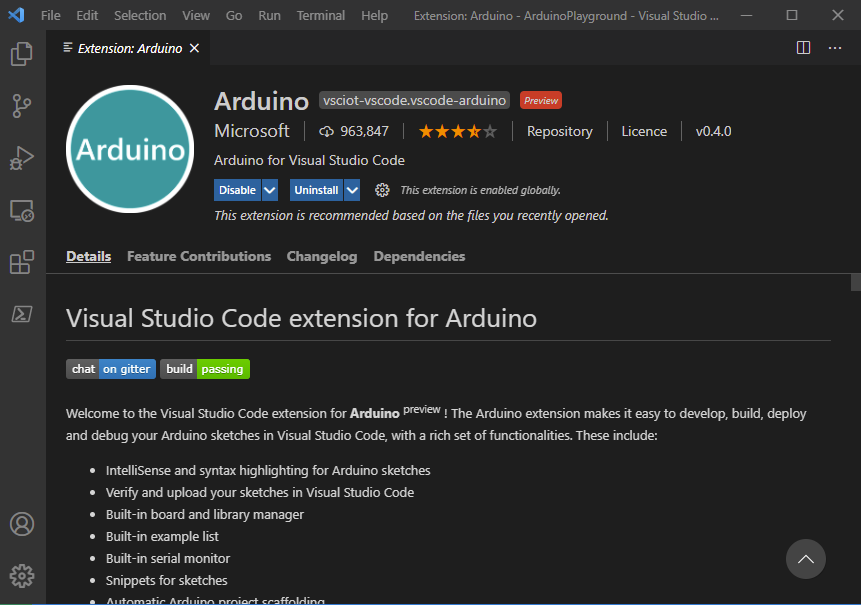 File Edit Selection View Go Run Terminal Help Extension: Arduino - ArduinoPlayground - Visual Studio ...
Extension: Arduino
Arduino
Arduino vsciot-vscode.vscode-arduino Preview
Microsoft 963,847 Repository Licence v0.4.0
Arduino for Visual Studio Code
Disable Uninstall This extension is enabled globally.
This extension is recommended based on the files you recently opened.
Details Feature Contributions Changelog Dependencies
Visual Studio Code extension for Arduino
chat on gitter build passing
Welcome to the Visual Studio Code extension for Arduino preview ! The Arduino extension makes it easy to develop, build, deploy
and debug your Arduino sketches in Visual Studio Code, with a rich set of functionalities. These include:
• IntelliSense and syntax highlighting for Arduino sketches
• Verify and upload your sketches in Visual Studio Code
• Built-in board and library manager
• Built-in example list
• Built-in serial monitor
• Snippets for sketches
• Automatic Arduino project scaffolding